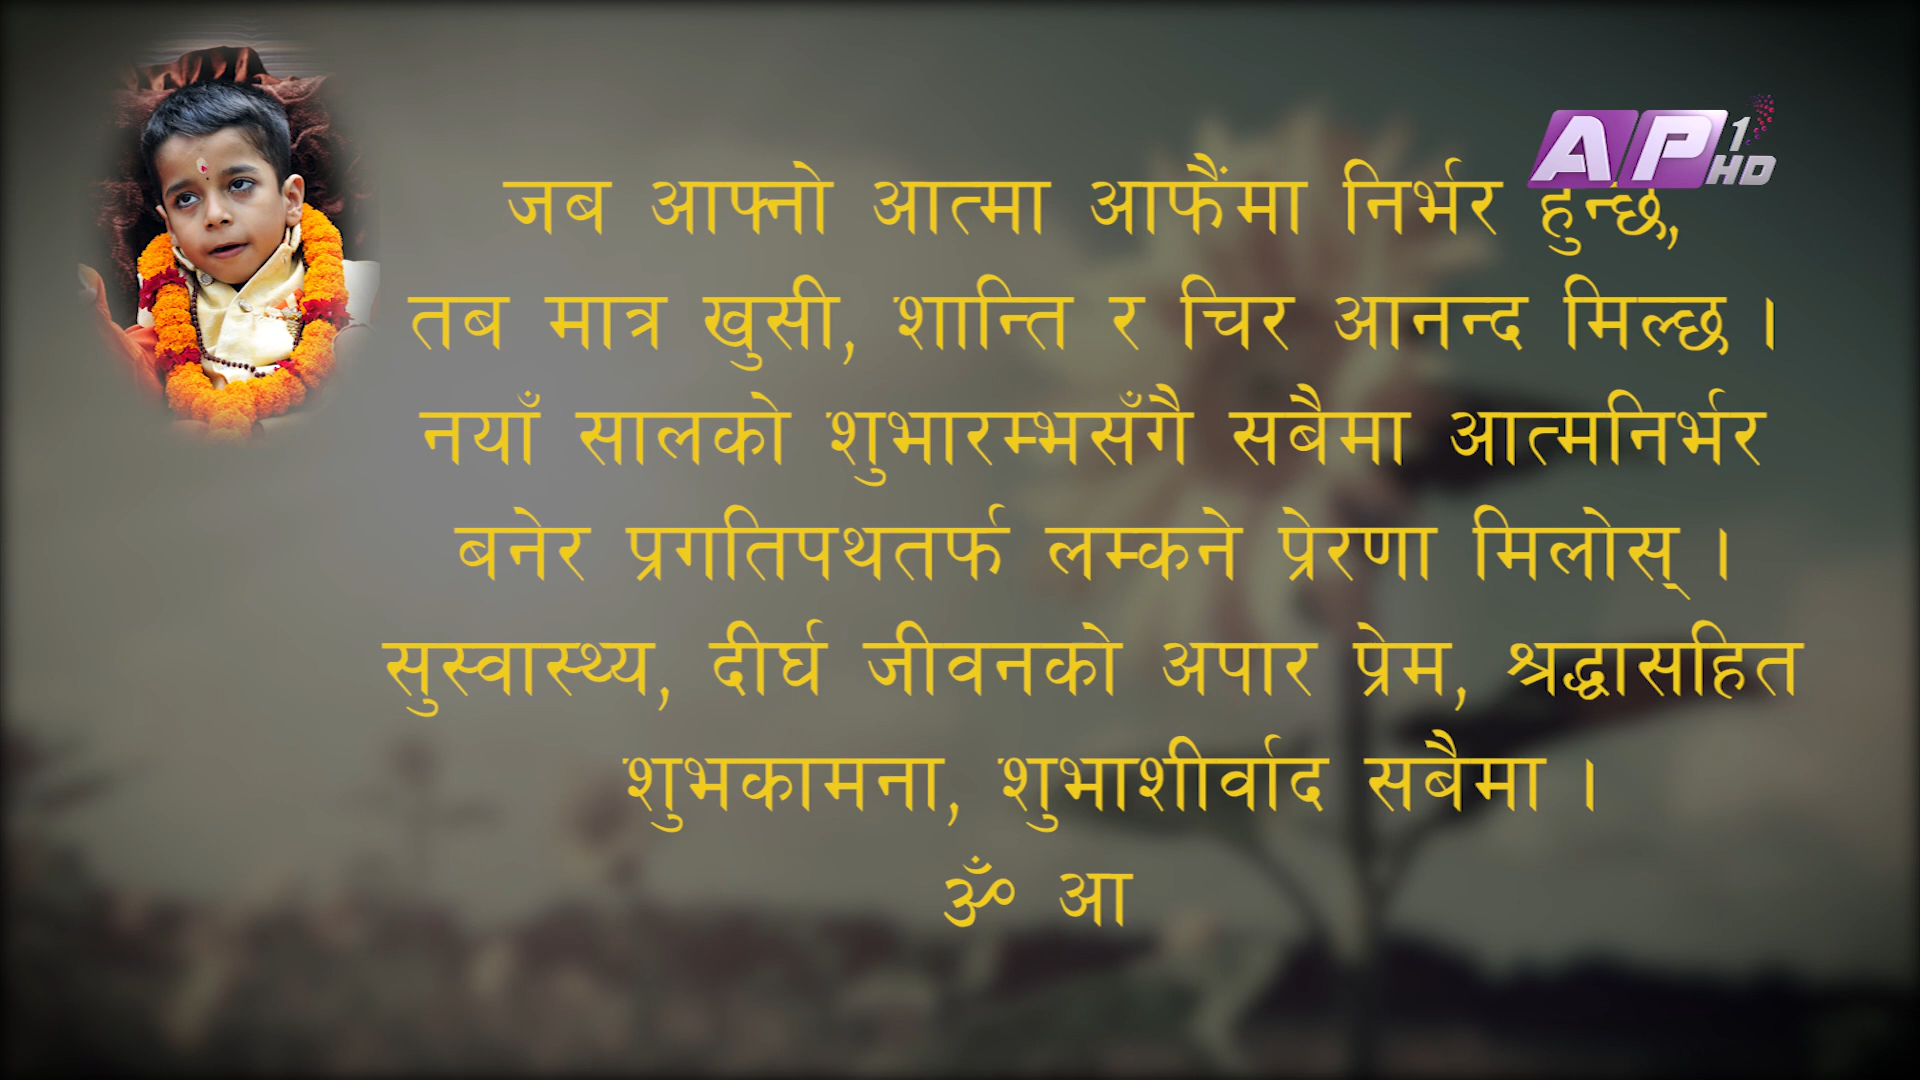 AP1 HD
जब आफ्नो आत्मा आफैंमा निर्भर हुन्छ,
तब मात्र खुसी, शान्ति र चिर आनन्द मिल्छ ।
नयाँ सालको शुभारम्भसँगै सबैमा आत्मनिर्भर
बनेर प्रगतिपथतर्फ लम्कने प्रेरणा मिलोस् ।
सुस्वास्थ्य, दीर्घ जीवनको अपार प्रेम, श्रद्धासहित
शुभकामना, शुभाशीर्वाद सबैमा ।
ॐ आ